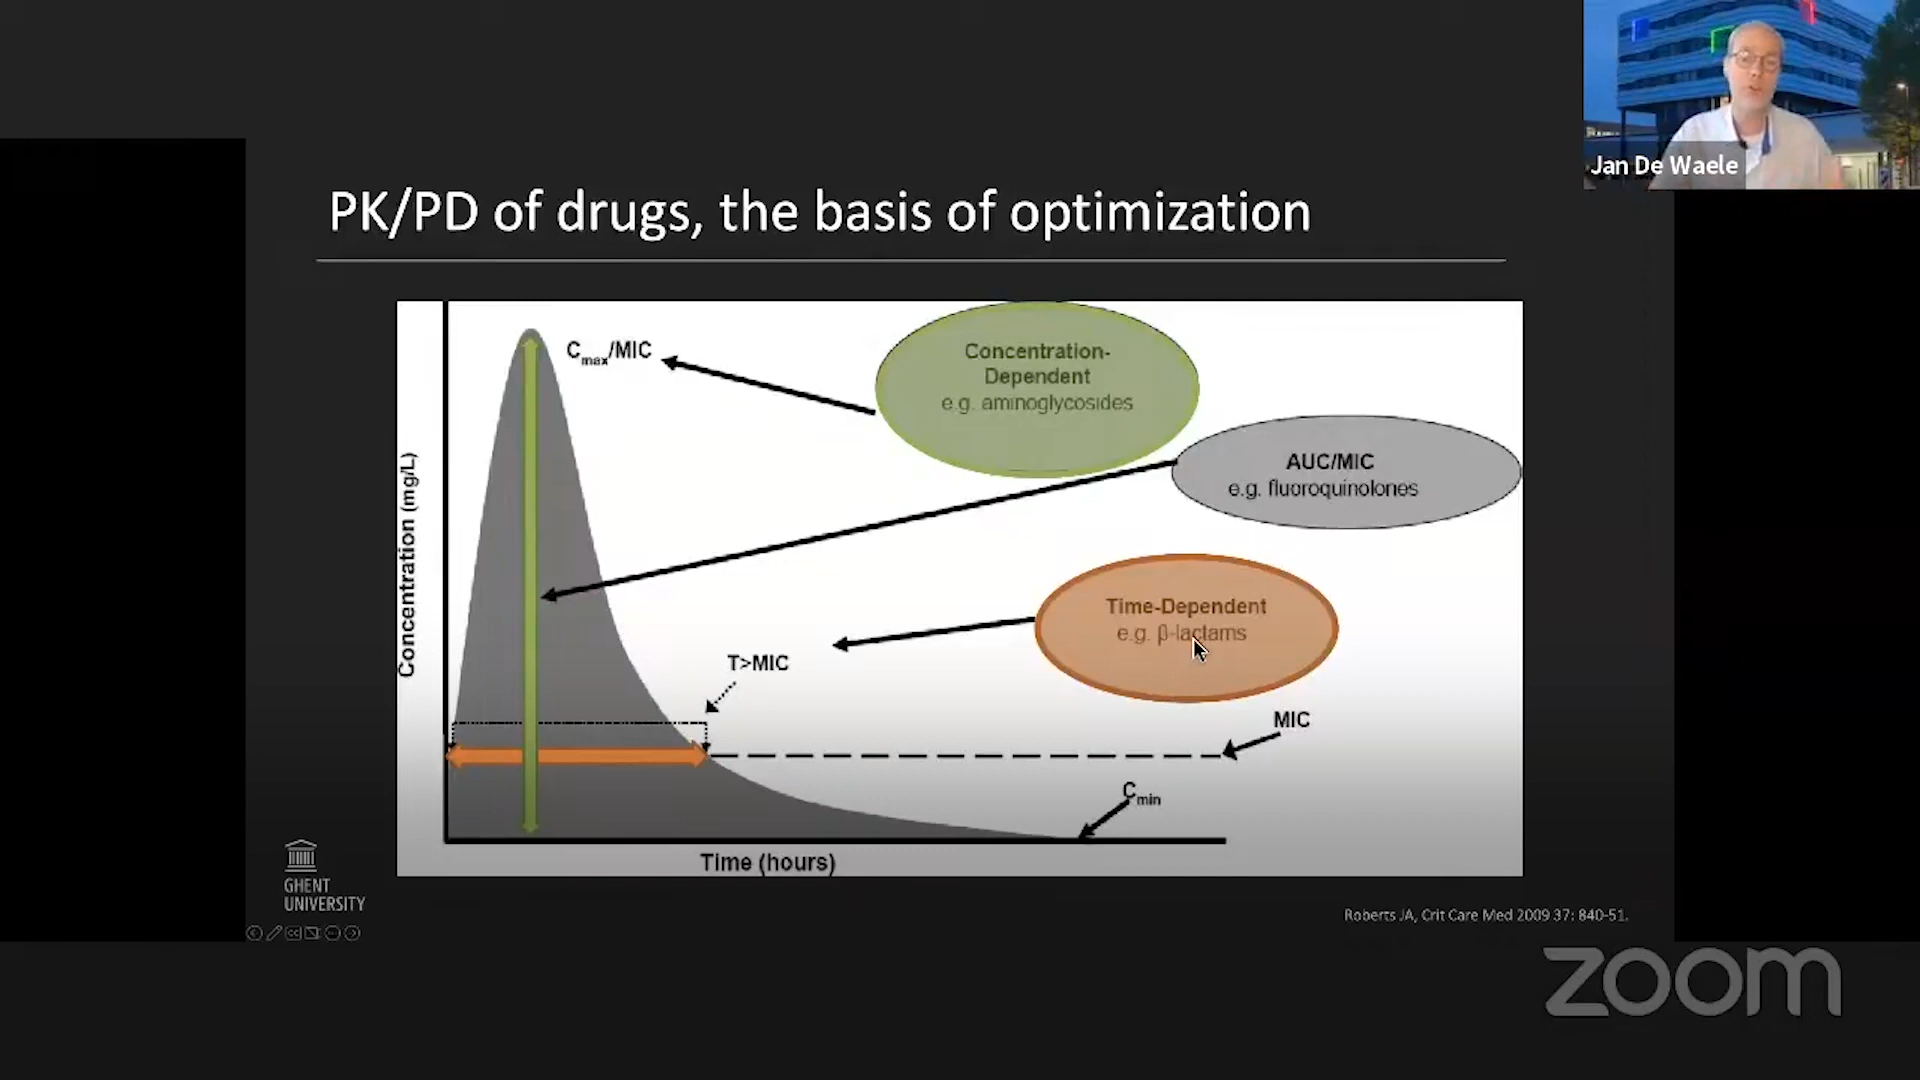 Jan De Waele
PK/PD of drugs, the basis of optimization
Cmax/MIC
Concentration-
Dependent
e.g. aminoglycosides
AUC/MIC
e.g. fluoroquinolones
Time-Dependent
e.g. β-lactams
T>MIC
MIC
Cmin
Concentration (mg/L)
Time (hours)
GHENT
UNIVERSITY
Roberts JA, Crit Care Med 2009 37: 840-51.
zoom